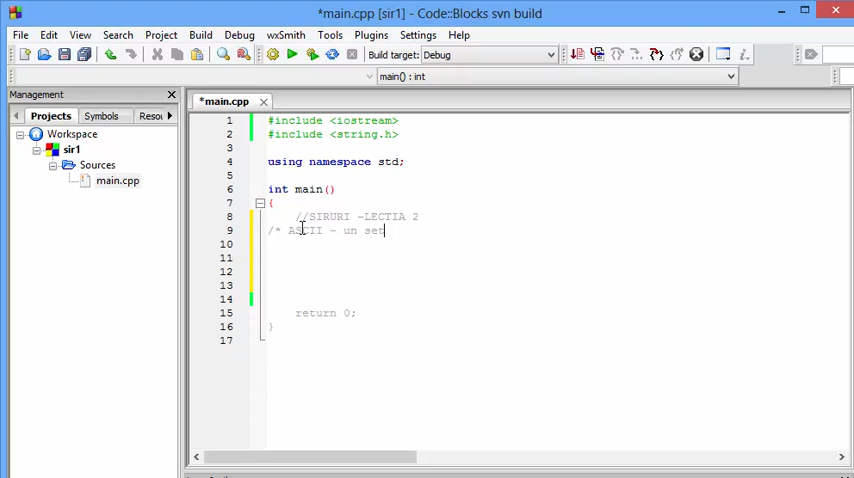 *main.cpp [sir1] - Code::Blocks svn build
File Edit View Search Project Build Debug wxSmith Tools Plugins Settings Help
Build target: Debug
main() : int
Management
Projects Symbols Resou
*main.cpp
Workspace
sir1
Sources
main.cpp
1 #include <iostream>
2 #include <string.h>
3
4 using namespace std;
5
6 int main()
7 {
8 //SIRURI -LECTIA 2
9 /* ASCII - un set
10
11
12
13
14
15 return 0;
16 }
17